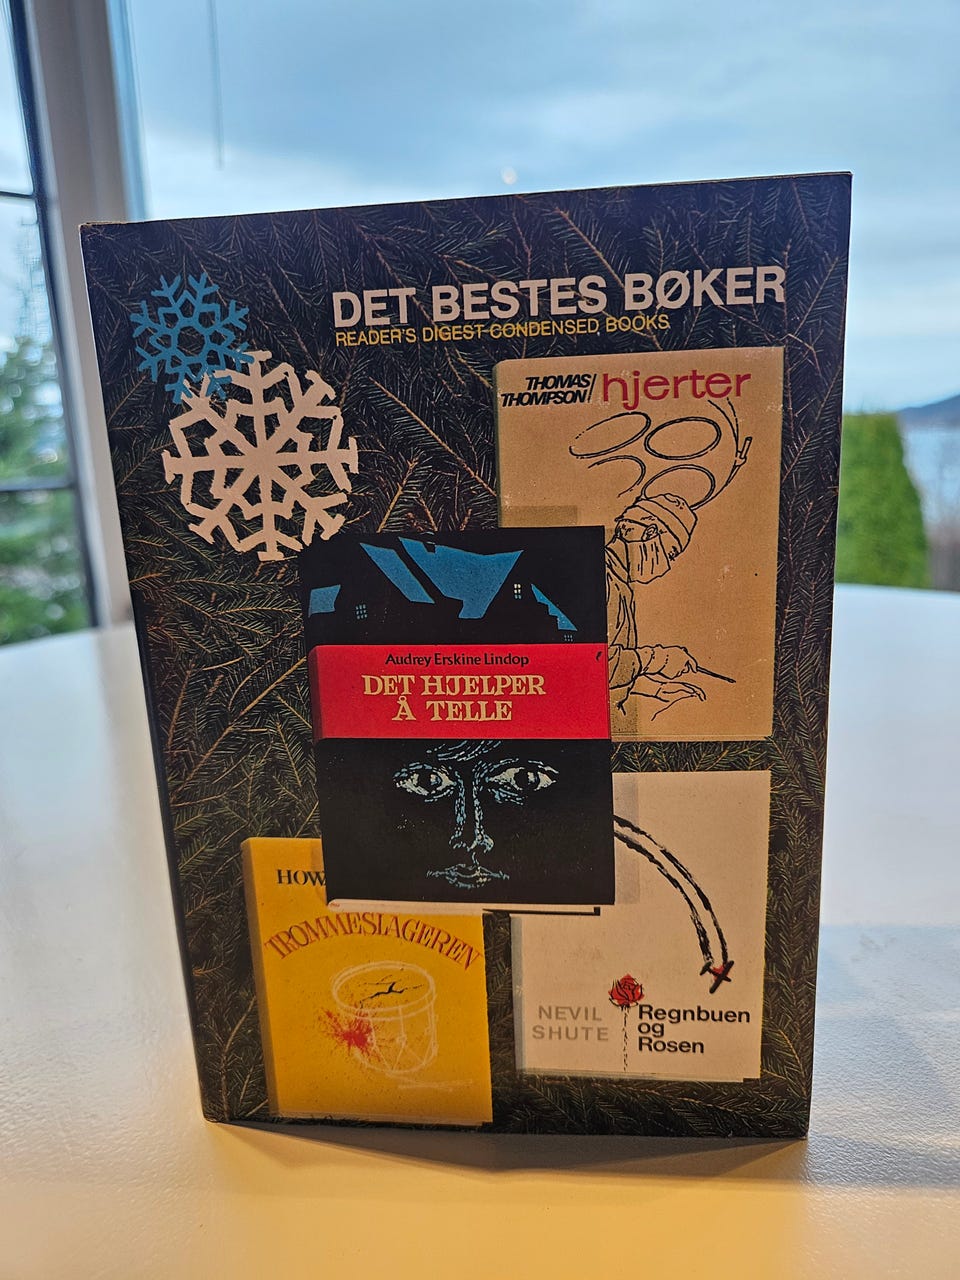 DET BESTES BØKER
READER'S DIGEST CONDENSED BOOKS
THOMAS
THOMPSON/
hjerter
Audrey Erskine Lindop
DET HJELPER
Å TELLE
HOW
TROMMESLAGEREN
NEVIL
SHUTE
Regnbuen
og
Rosen